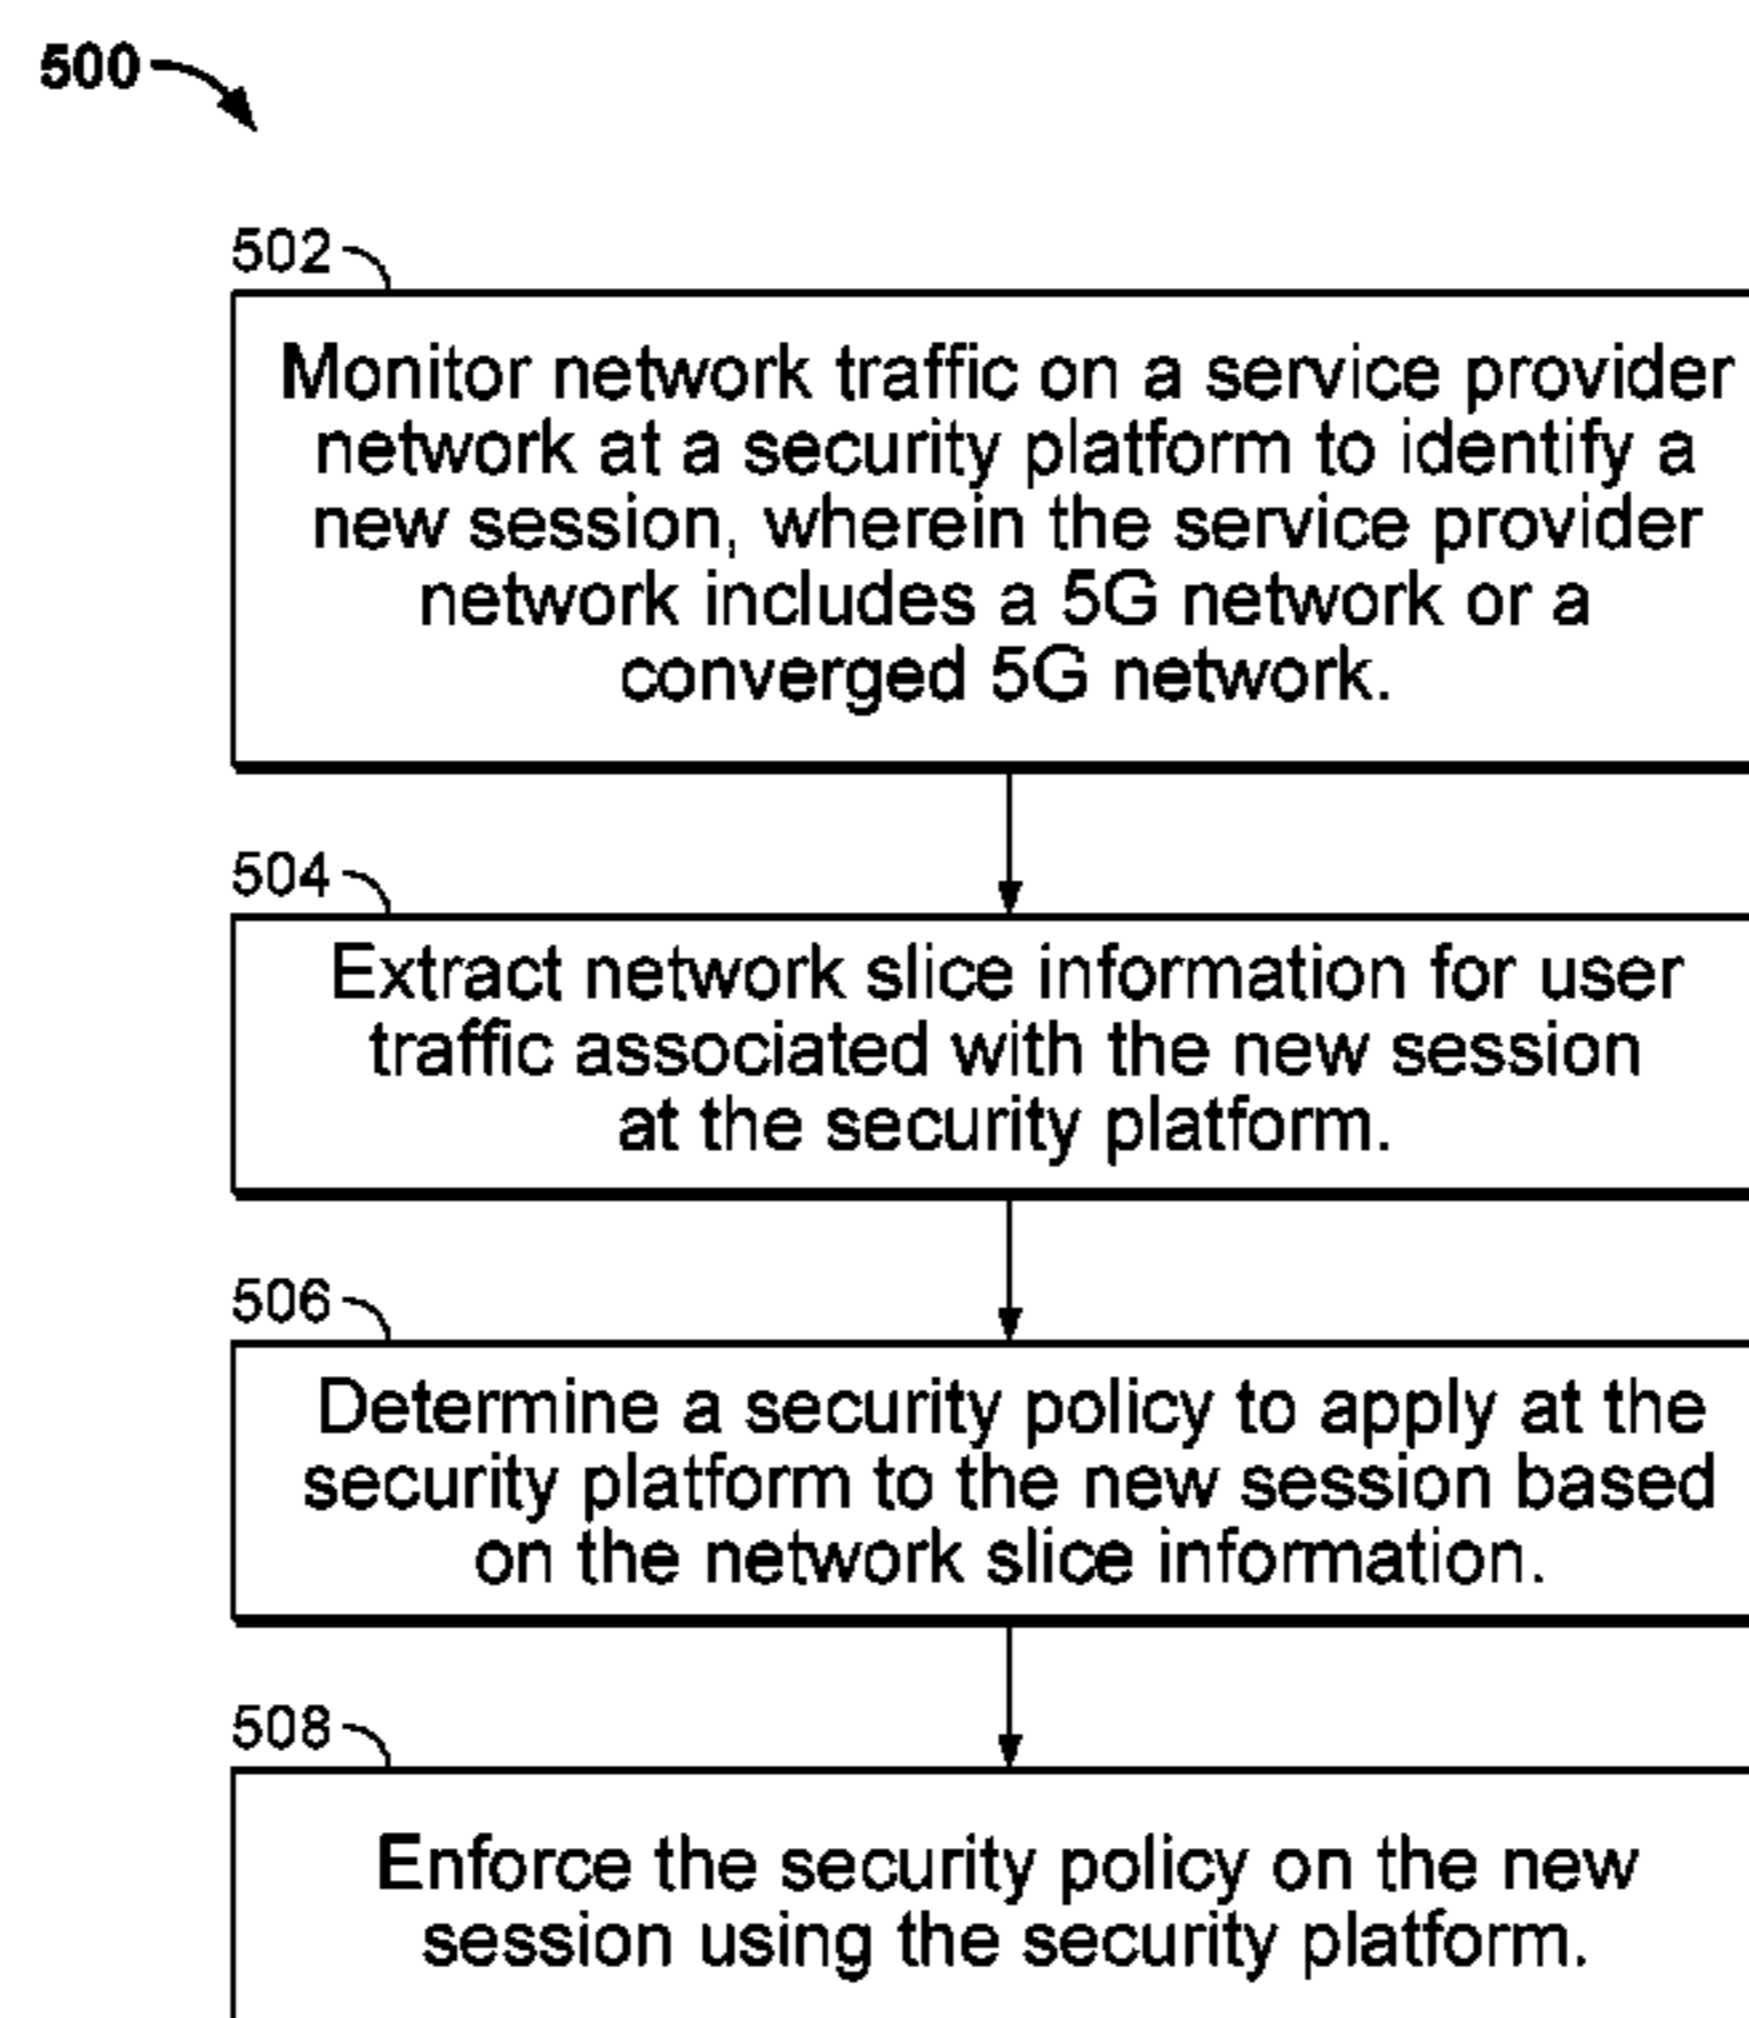 500
502
Monitor network traffic on a service provider
network at a security platform to identify a
new session, wherein the service provider
network includes a 5G network or a
converged 5G network.
504
Extract network slice information for user
traffic associated with the new session
at the security platform.
506
Determine a security policy to apply at the
security platform to the new session based
on the network slice information.
508
Enforce the security policy on the new
session using the security platform.